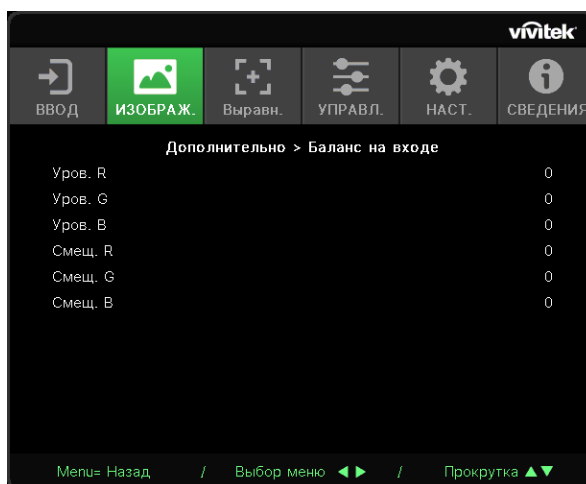 vivitek
ВВОД ИЗОБРАЖ. Выравн. УПРАВЛ. НАСТ. СВЕДЕНИЯ
Дополнительно > Баланс на входе
Уров. R 0
Уров. G 0
Уров. B 0
Смещ. R 0
Смещ. G 0
Смещ. B 0
Menu= Назад / Выбор меню ◀ ▶ / Прокрутка ▲▼